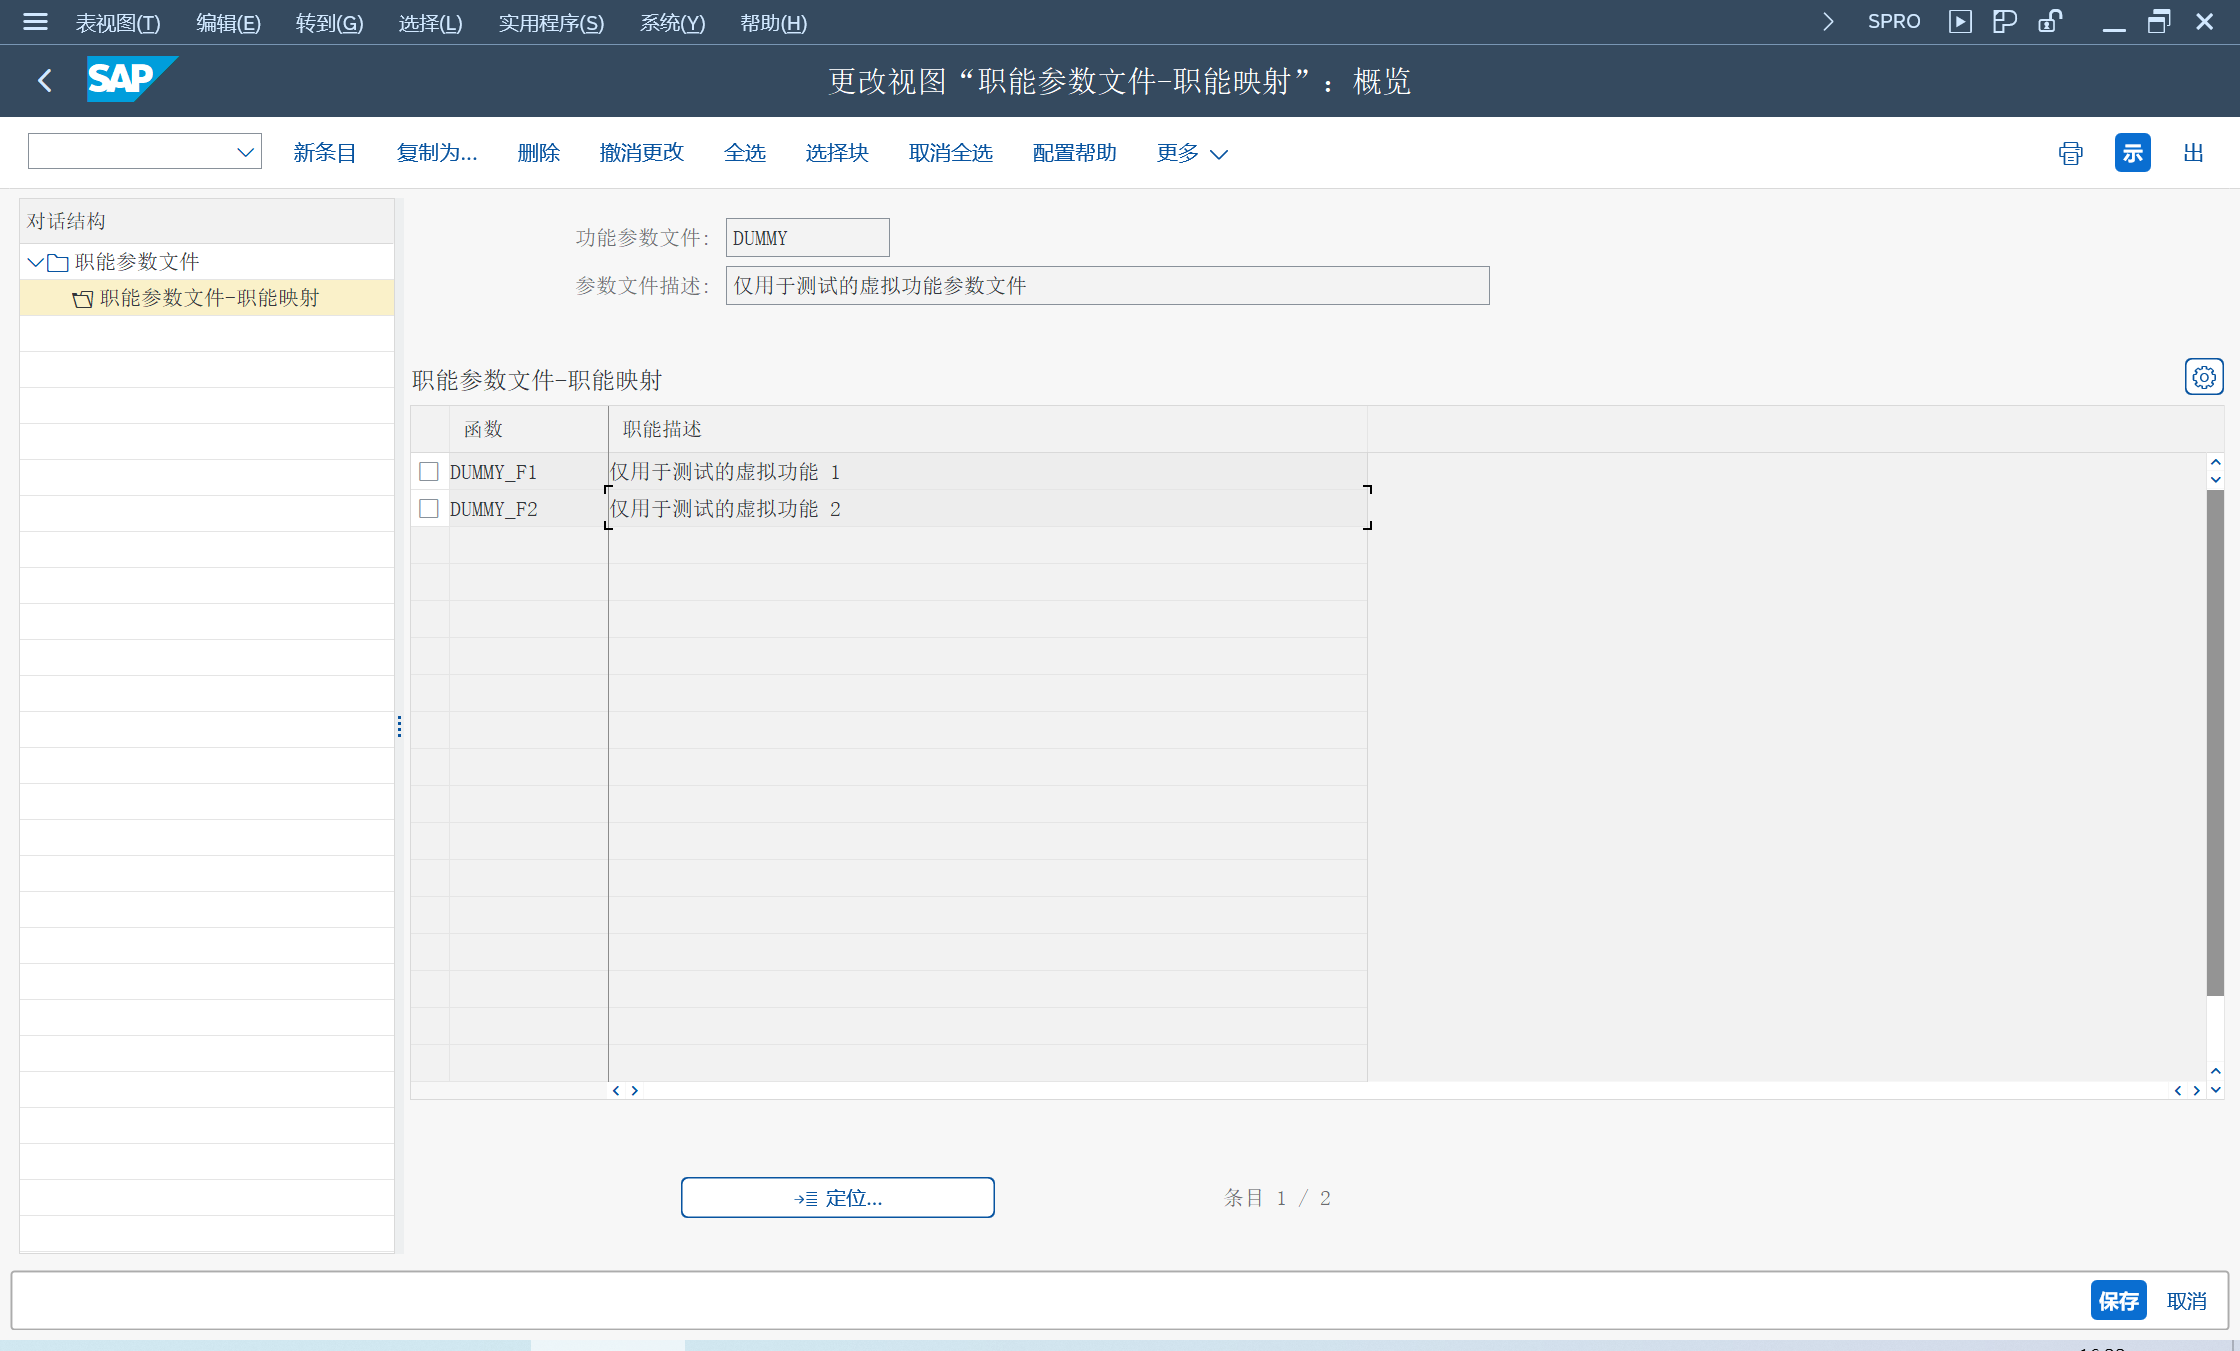 表视图(T) 编辑(E) 转到(G) 选择(L) 实用程序(S) 系统(Y) 帮助(H) SPRO
SAP 更改视图“职能参数文件-职能映射”：概览
新条目 复制为... 删除 撤消更改 全选 选择块 取消全选 配置帮助 更多 示 出
对话结构
职能参数文件
职能参数文件-职能映射
功能参数文件: DUMMY
参数文件描述: 仅用于测试的虚拟功能参数文件
职能参数文件-职能映射
函数 职能描述
DUMMY_F1 仅用于测试的虚拟功能 1
DUMMY_F2 仅用于测试的虚拟功能 2
定位... 条目 1 / 2
保存 取消